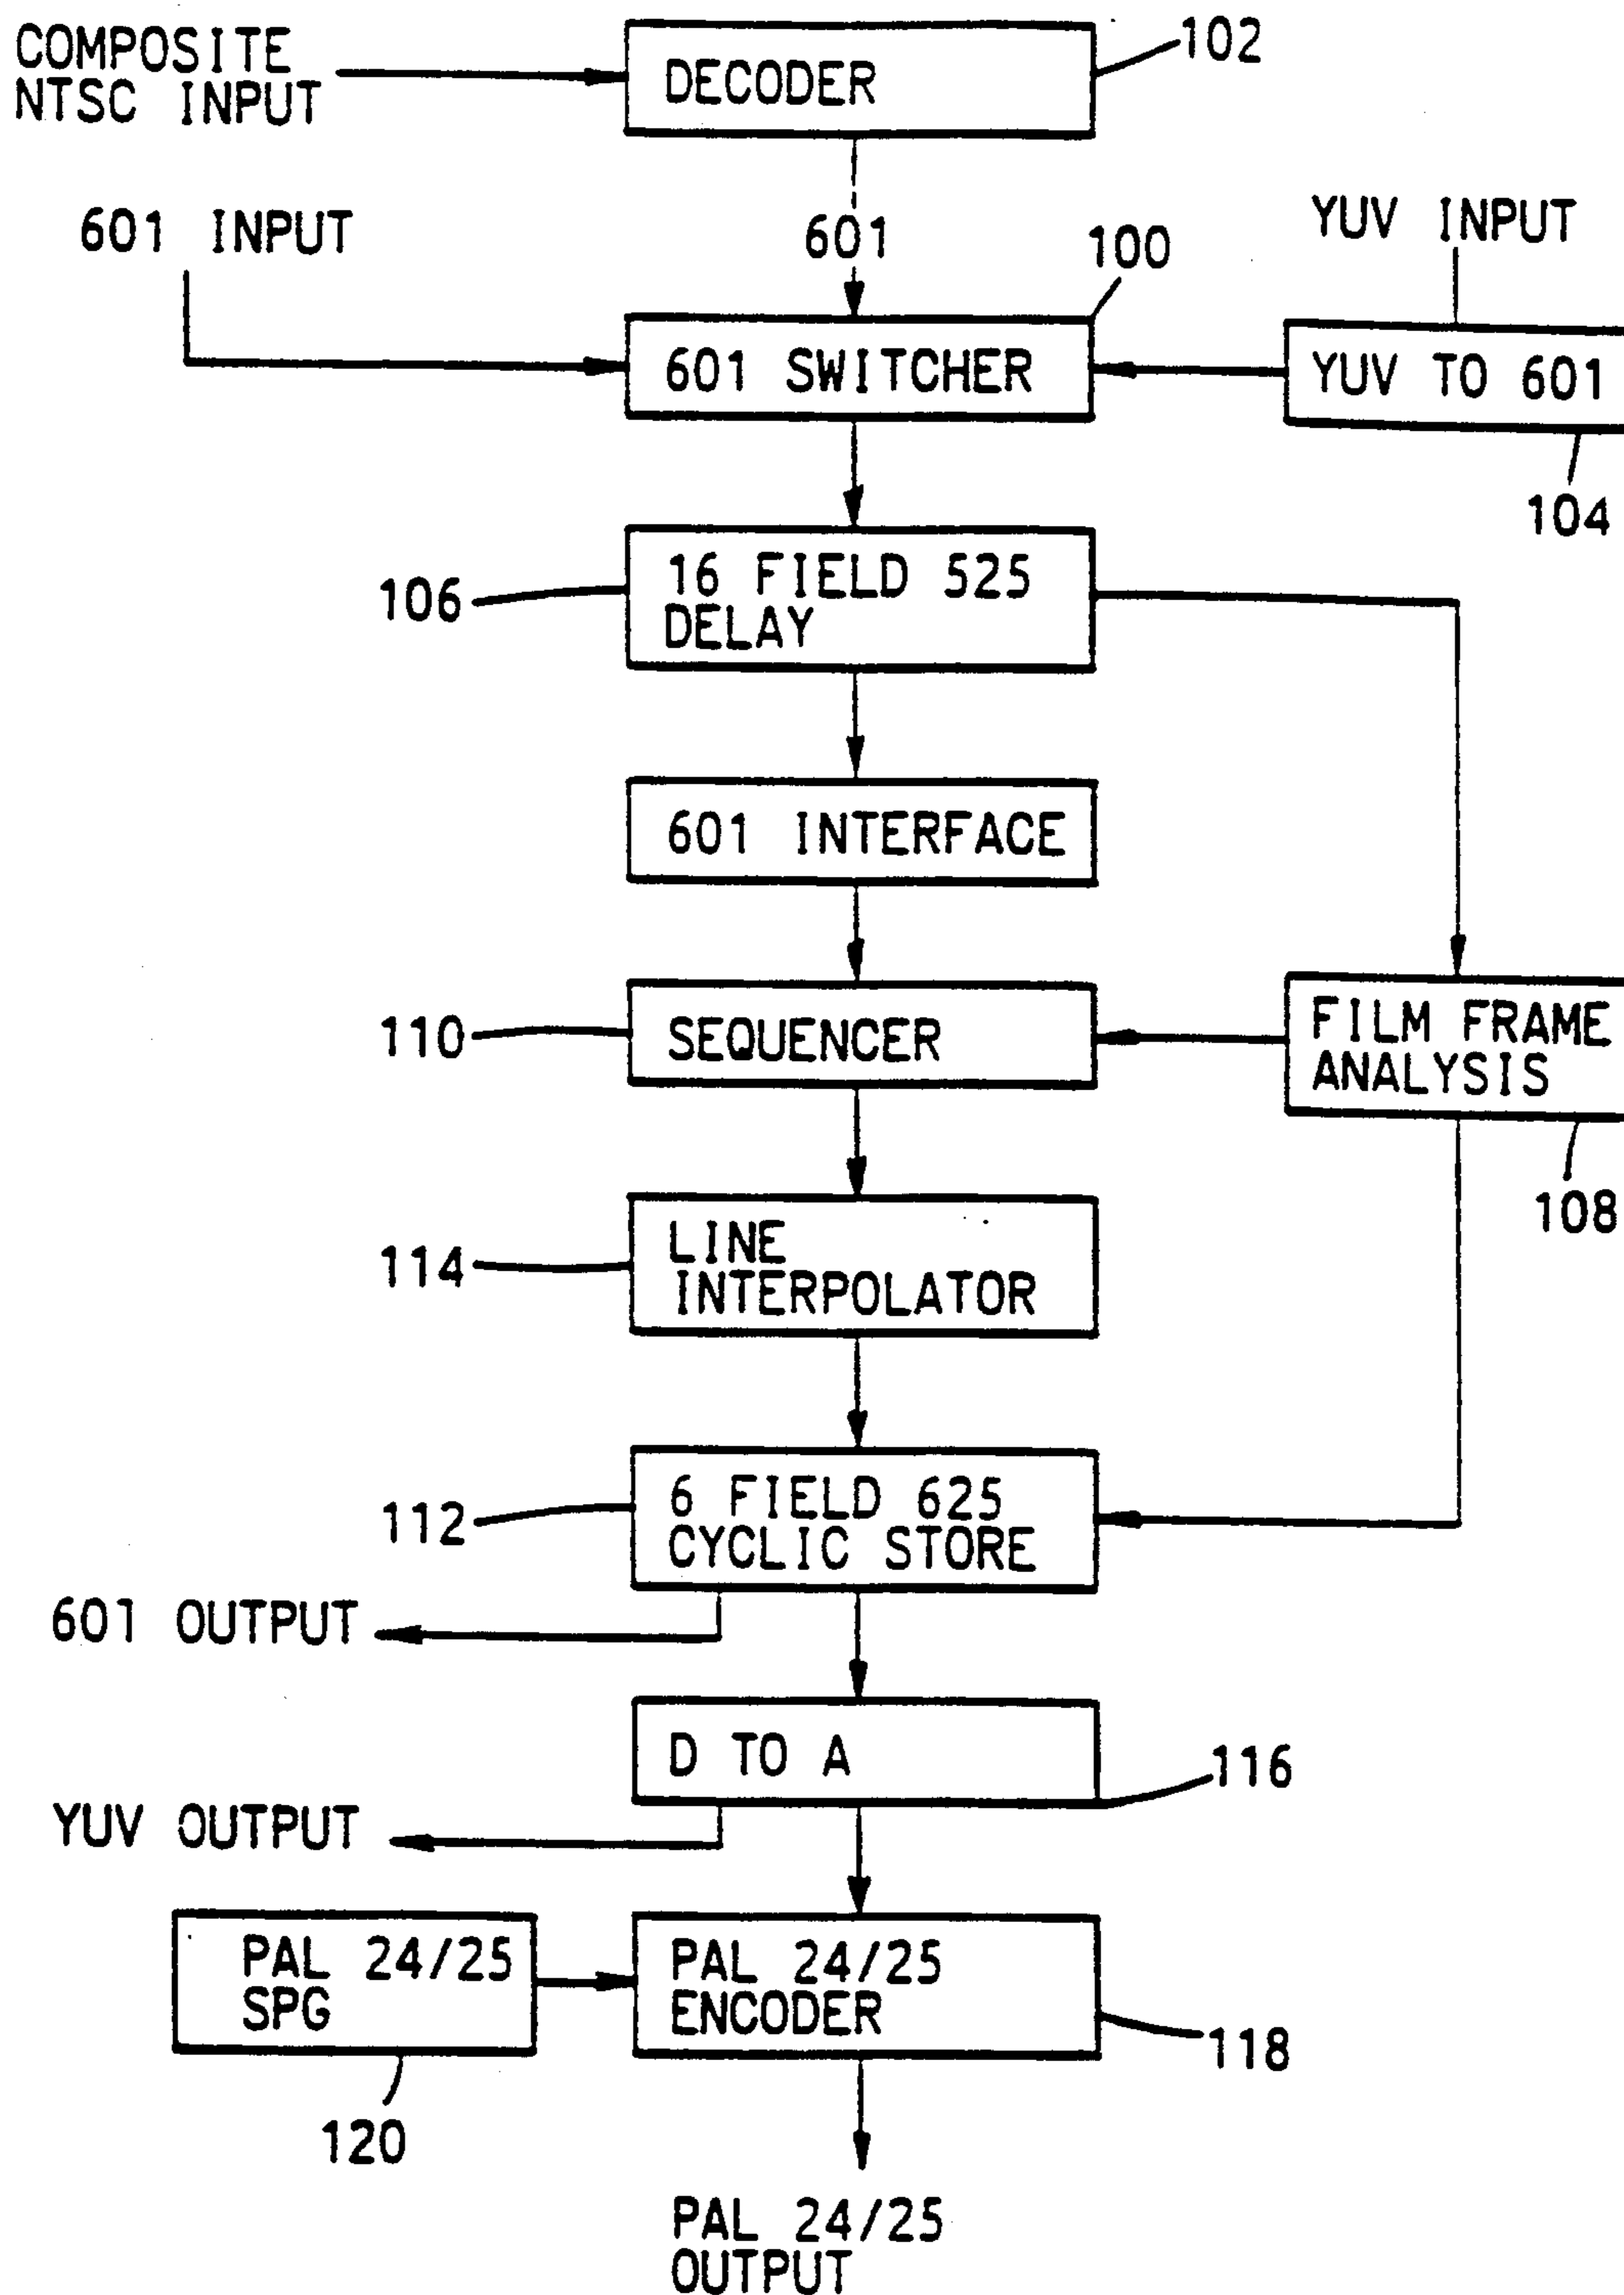 COMPOSITE
NTSC INPUT
DECODER
102
601 INPUT
601
100
YUV INPUT
601 SWITCHER
YUV TO 601
104
106
16 FIELD 525
DELAY
601 INTERFACE
110
SEQUENCER
FILM FRAME
ANALYSIS
108
114
LINE
INTERPOLATOR
112
6 FIELD 625
CYCLIC STORE
601 OUTPUT
D TO A
116
YUV OUTPUT
PAL 24/25
SPG
PAL 24/25
ENCODER
118
120
PAL 24/25
OUTPUT